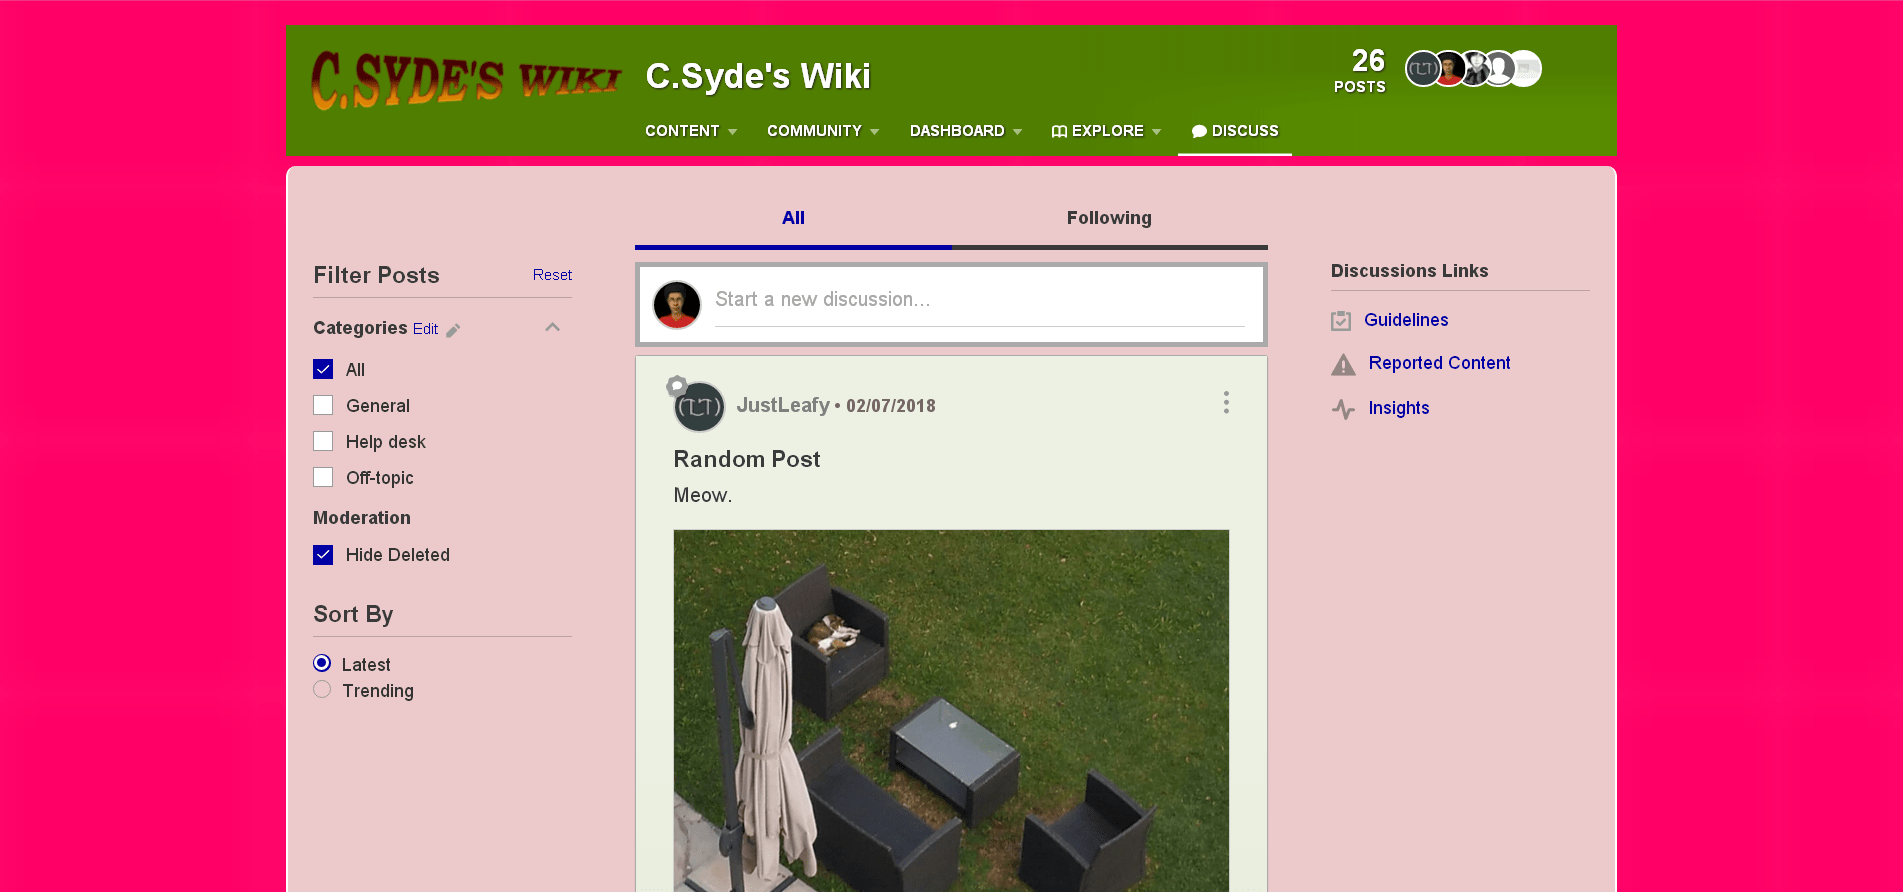 C.SYDE'S WIKI
C.Syde's Wiki
26
POSTS
CONTENT COMMUNITY DASHBOARD EXPLORE DISCUSS
All Following
Filter Posts Reset
Categories Edit
All
General
Help desk
Off-topic
Moderation
Hide Deleted
Sort By
Latest
Trending
Start a new discussion...
JustLeafy • 02/07/2018
Random Post
Meow.
Discussions Links
Guidelines
Reported Content
Insights